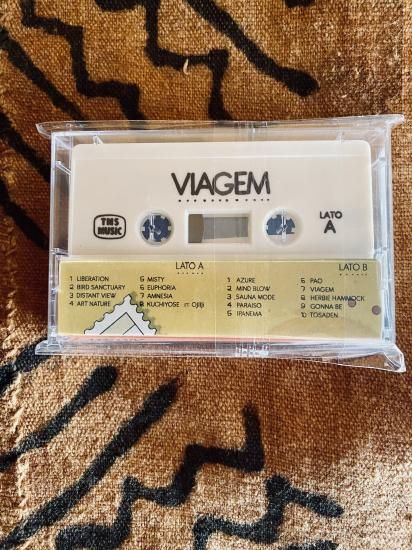 VIAGEM
TMS
MUSIC
LATO
A
LATO A
1 LIBERATION
2 BIRD SANCTUARY
3 DISTANT VIEW
4 ART NATURE
5 MISTY
6 EUPHORIA
7 AMNESIA
8 KUCHIYOSE FT OJIJI
LATO B
1 AZURE
2 MIND BLOW
3 SAUNA MODE
4 PARAISO
5 IPANEMA
6 PAO
7 VIAGEM
8 HERBIE HAMMOCK
9 GONNA BE
10 TOSADEN